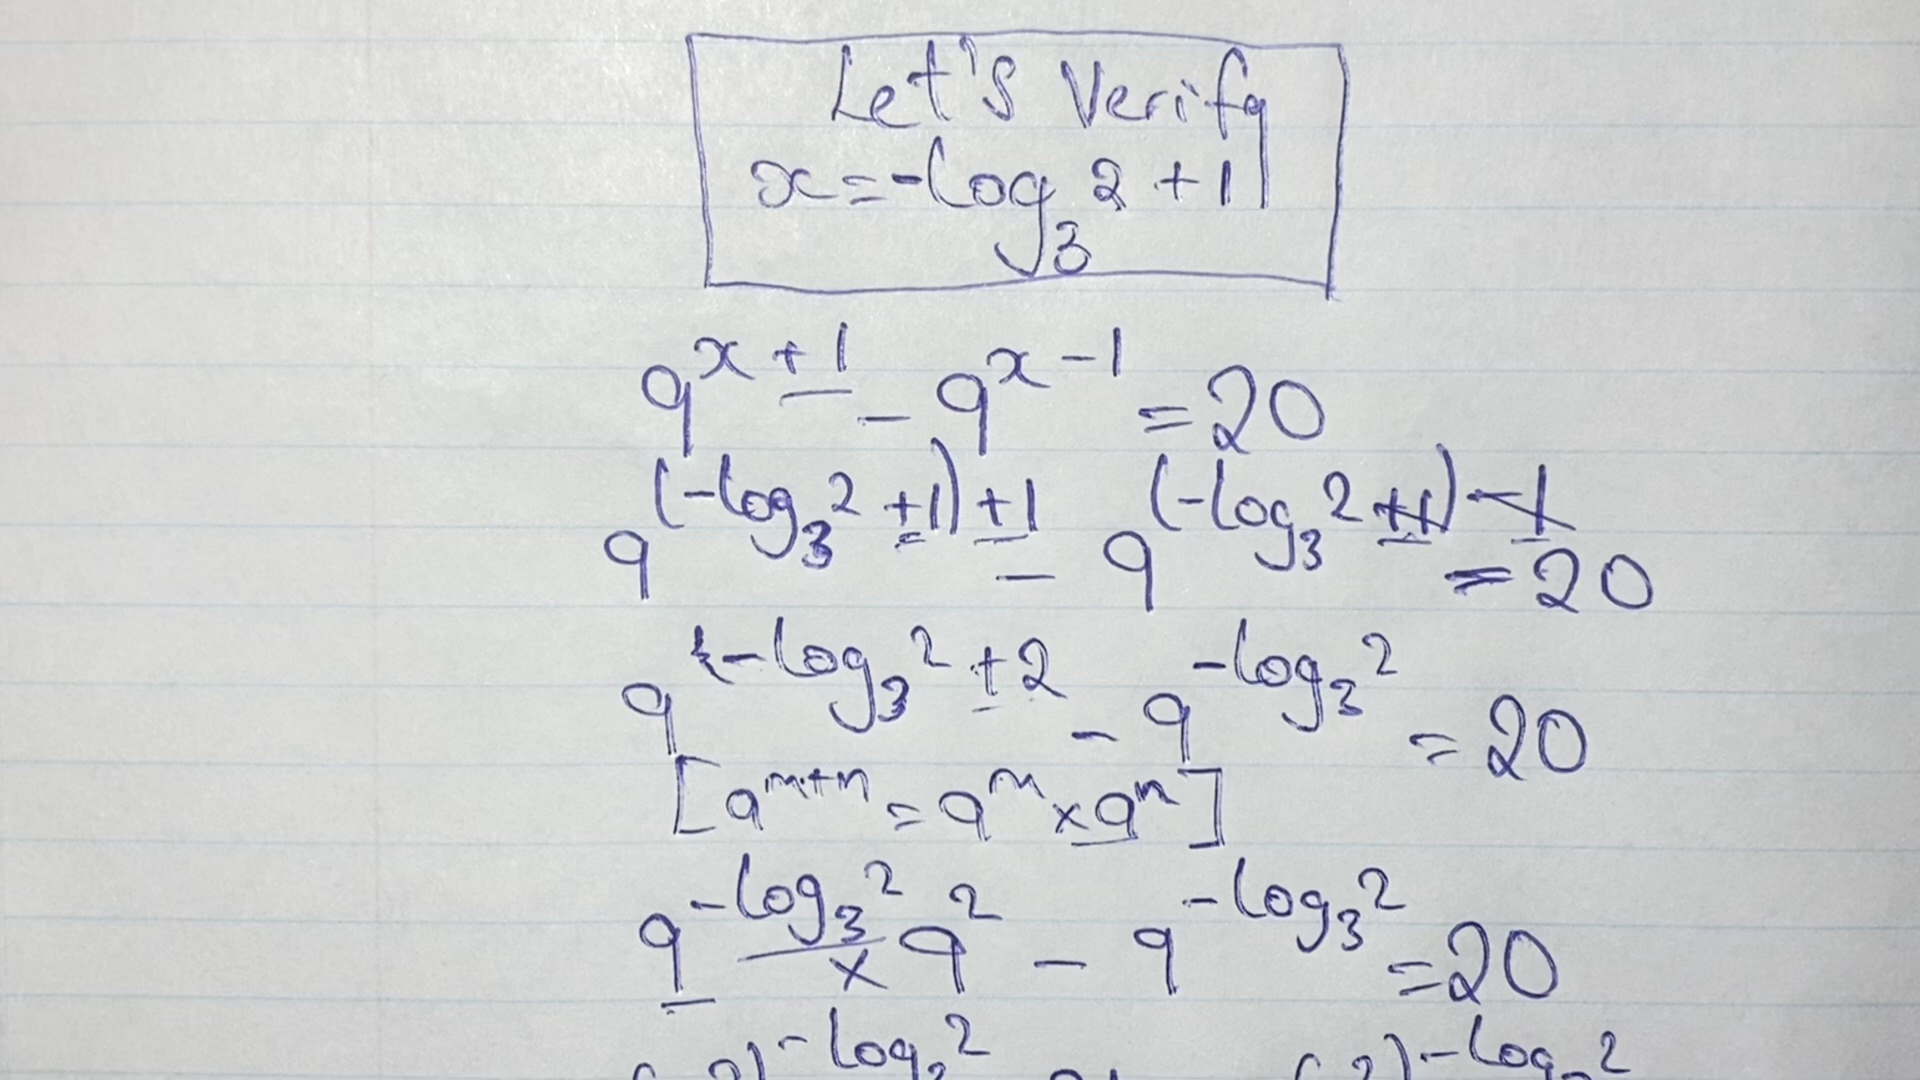 Let's Verify
x = -log₃2 + 1
9^(x+1) - 9^(x-1) = 20
9^((-log₃2+1)+1) - 9^((-log₃2+1)-1) = 20
9^(-log₃2+2) - 9^(-log₃2) = 20
[a^(m+n) = a^m × a^n]
9^(-log₃2) × 9² - 9^(-log₃2) = 20